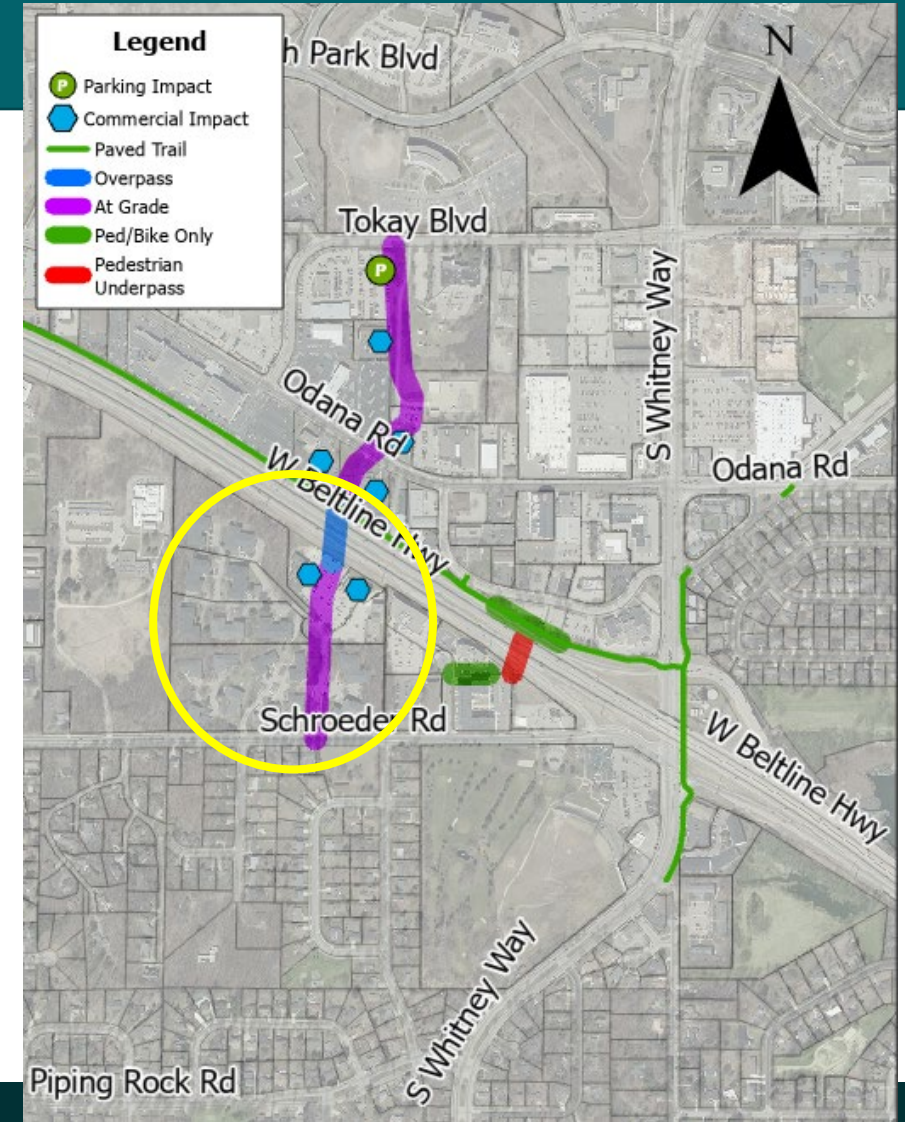 Legend
P Parking Impact
Commercial Impact
Paved Trail
Overpass
At Grade
Ped/Bike Only
Pedestrian
Underpass
h Park Blvd
N
Tokay Blvd
P
S Whitney Way
Odana Rd
Odana Rd
W Beltline Hwy
Schroeder Rd
W Beltline Hwy
S Whitney Way
Piping Rock Rd